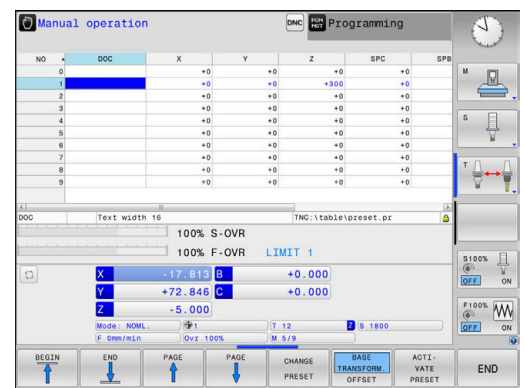 Manual operation
DNC
PGM MGT
Programming
NO DOC X Y Z SPC SPB
0 +0 +0 +0 +0
1 +0 +0 +300 +0
2 +0 +0 +0 +0
3 +0 +0 +0 +0
4 +0 +0 +0 +0
5 +0 +0 +0 +0
6 +0 +0 +0 +0
7 +0 +0 +0 +0
8 +0 +0 +0 +0
9 +0 +0 +0 +0
DOC Text width 16 TNC:\table\preset.pr
100% S-OVR
100% F-OVR LIMIT 1
X -17.813 B +0.000
Y +72.846 C +0.000
Z -5.000
Mode: NOML. 1 T 12 Z S 1800
F 0mm/min Ovr 100% M 5/9
M
S
T
S100%
OFF ON
F100%
OFF ON
BEGIN
END
PAGE
PAGE
CHANGE
PRESET
BASE
TRANSFORM.
OFFSET
ACTI-
VATE
PRESET
END